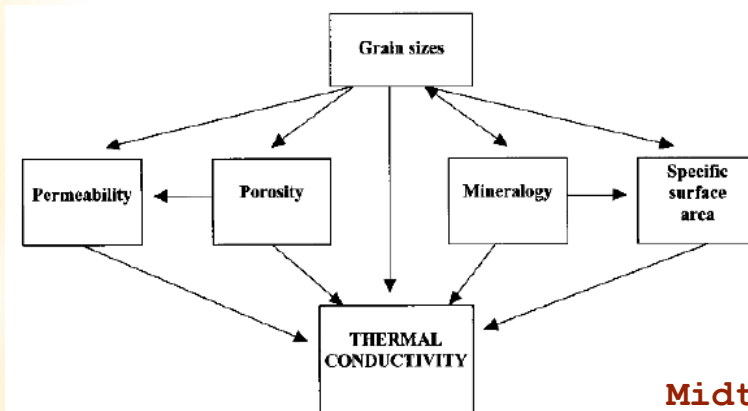 Grain sizes
Permeability
Porosity
Mineralogy
Specific
surface
area
THERMAL
CONDUCTIVITY
Midt